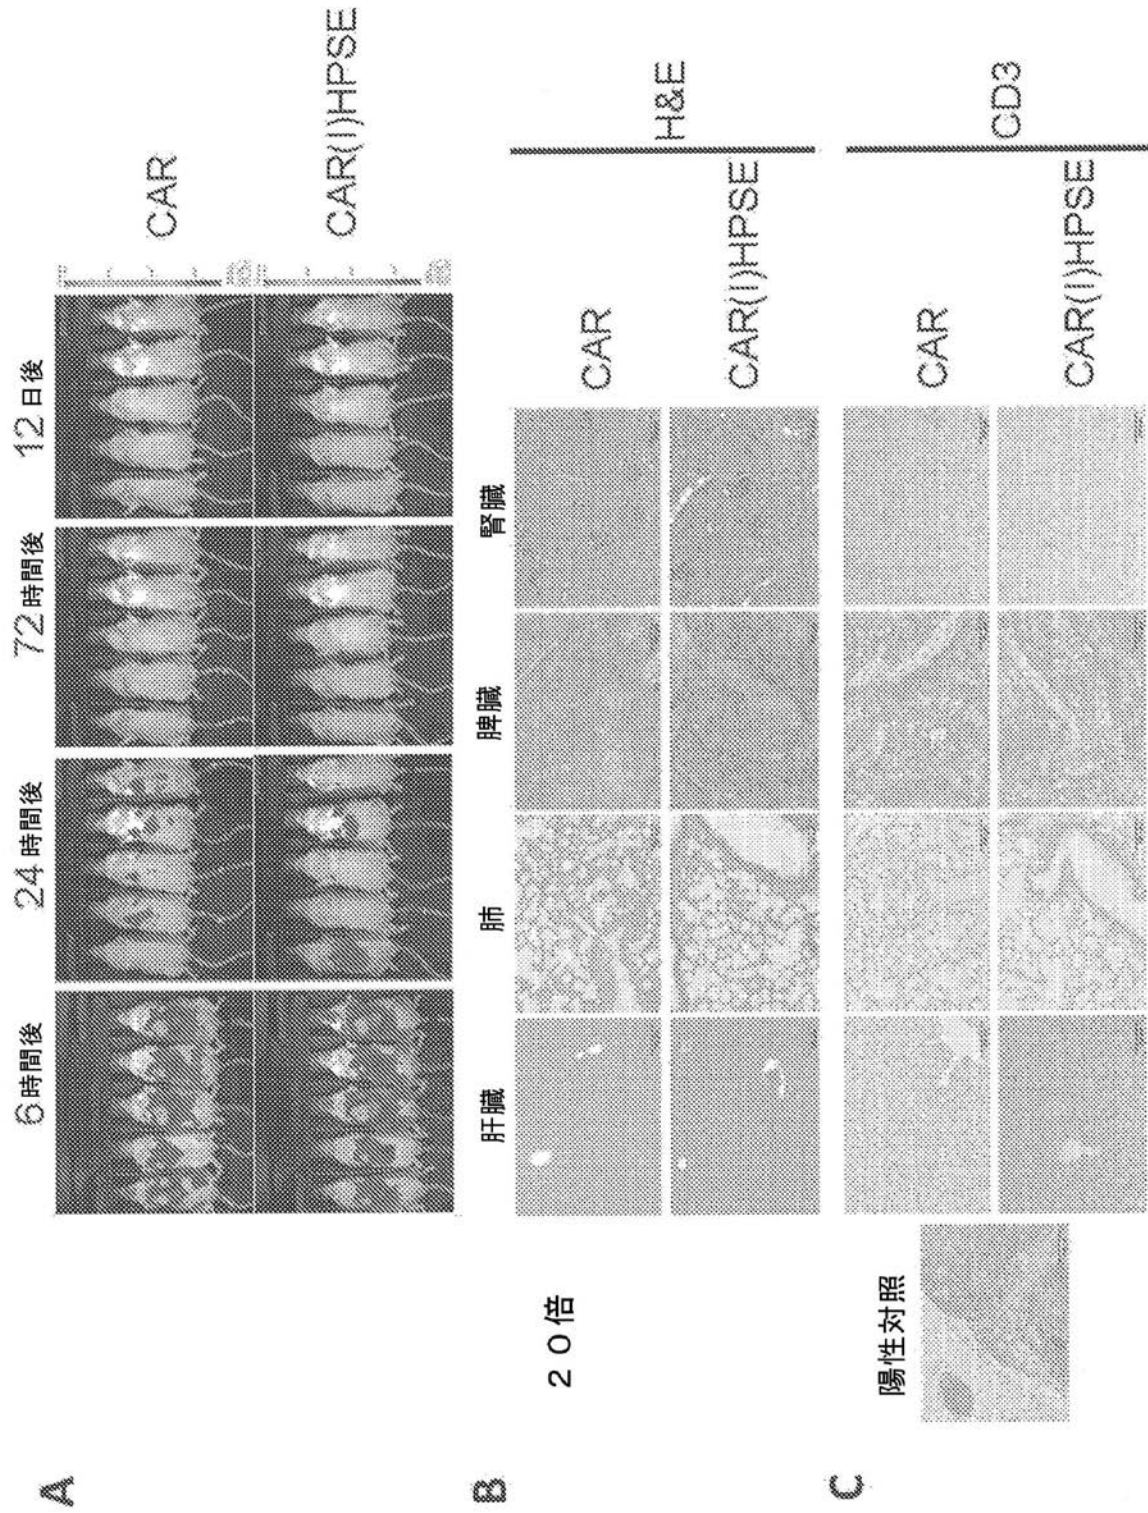 A
6時間後
24時間後
72時間後
12日後
CAR
CAR(I)HPSE
B
20倍
肝臓
肺
脾臓
腎臓
CAR
CAR(I)HPSE
H&E
C
陽性対照
CAR
CAR(I)HPSE
CD3